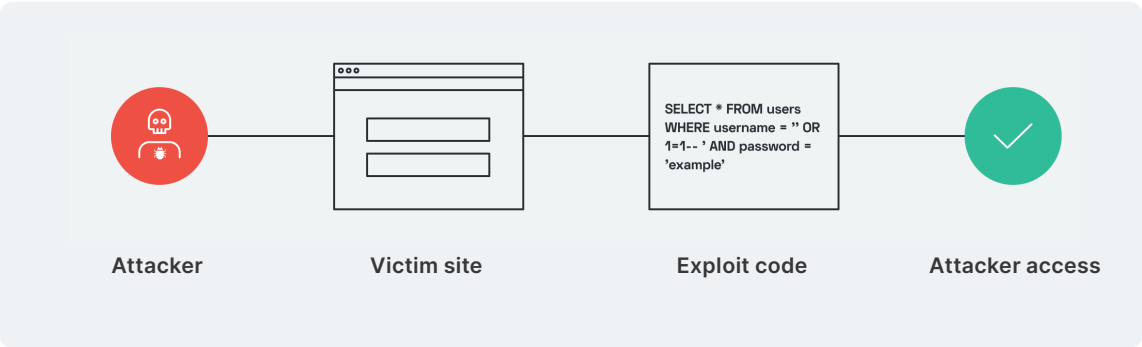 SELECT * FROM users
WHERE username = '' OR
1=1-- ' AND password =
'example'
Attacker
Victim site
Exploit code
Attacker access